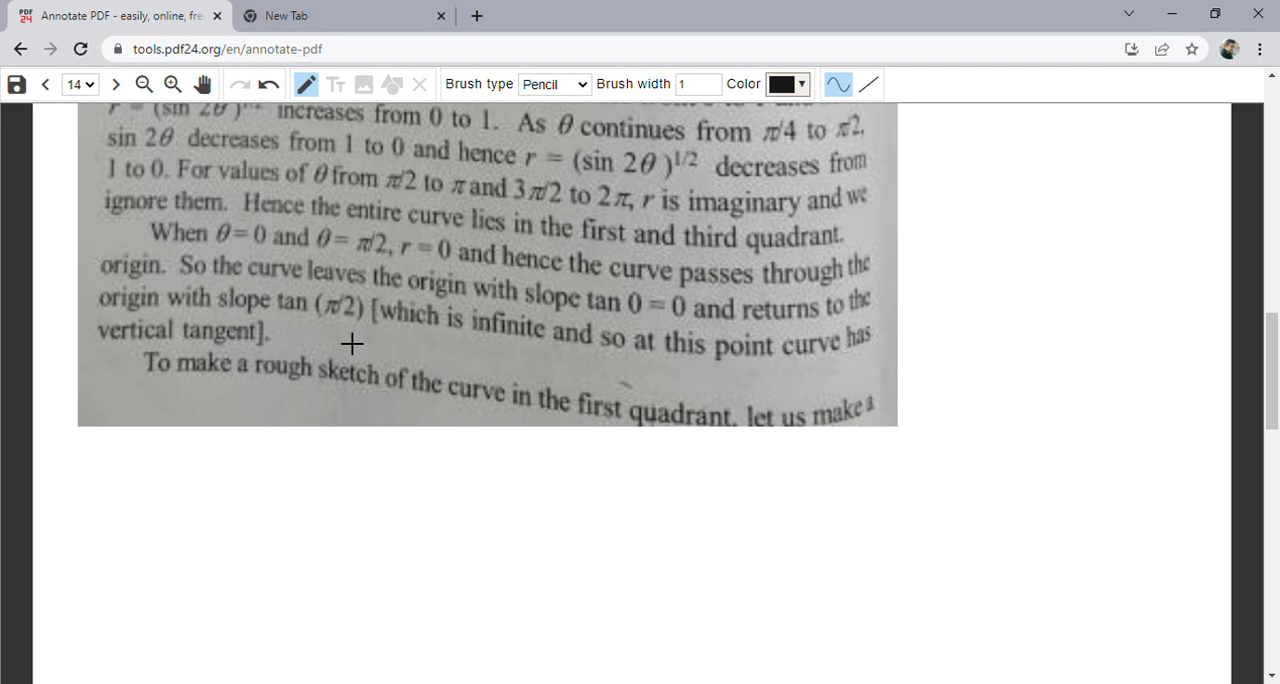 PDF 24 Annotate PDF - easily, online, fre
New Tab
tools.pdf24.org/en/annotate-pdf
14
Brush type Pencil Brush width 1 Color
r = (sin 2θ)1/2 increases from 0 to 1. As θ continues from π/4 to π2,
sin 2θ decreases from 1 to 0 and hence r = (sin 2θ )1/2 decreases from
1 to 0. For values of θ from π/2 to π and 3π/2 to 2π, r is imaginary and we
ignore them. Hence the entire curve lies in the first and third quadrant.
When θ = 0 and θ = π/2, r = 0 and hence the curve passes through the
origin. So the curve leaves the origin with slope tan 0 = 0 and returns to the
origin with slope tan (π/2) [which is infinite and so at this point curve has
vertical tangent].
To make a rough sketch of the curve in the first quadrant, let us make a